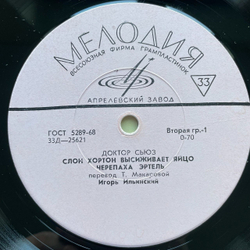 МЕЛОДИЯ
ВСЕСОЮЗНАЯ ФИРМА ГРАМПЛАСТИНОК
33
АПРЕЛЕВСКИЙ ЗАВОД
ГОСТ 5289-68
33Д—25621
Вторая гр.-1
0-70
ДОКТОР СЬЮЗ
СЛОН ХОРТОН ВЫСИЖИВАЕТ ЯЙЦО
ЧЕРЕПАХА ЭРТЕЛЬ
перевод Т. Макаровой
Игорь Ильинский